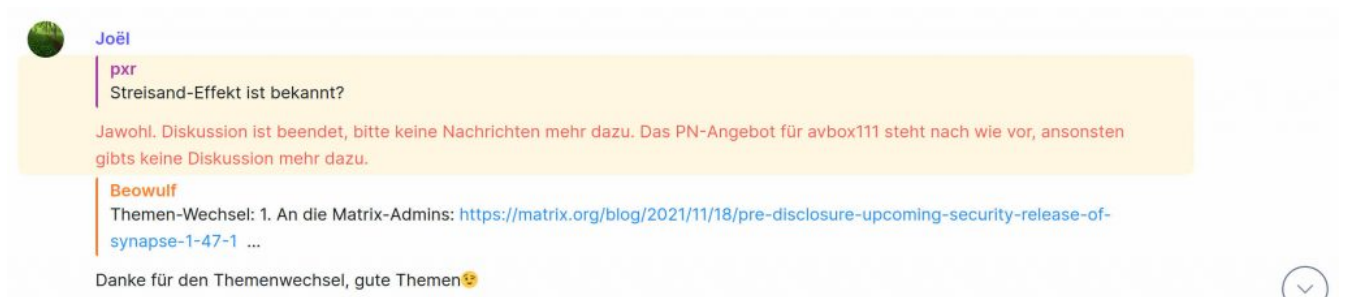 Joël
pxr
Streisand-Effekt ist bekannt?
Jawohl. Diskussion ist beendet, bitte keine Nachrichten mehr dazu. Das PN-Angebot für avbox111 steht nach wie vor, ansonsten
gibts keine Diskussion mehr dazu.
Beowulf
Themen-Wechsel: 1. An die Matrix-Admins: https://matrix.org/blog/2021/11/18/pre-disclosure-upcoming-security-release-of-
synapse-1-47-1 ...
Danke für den Themenwechsel, gute Themen😉